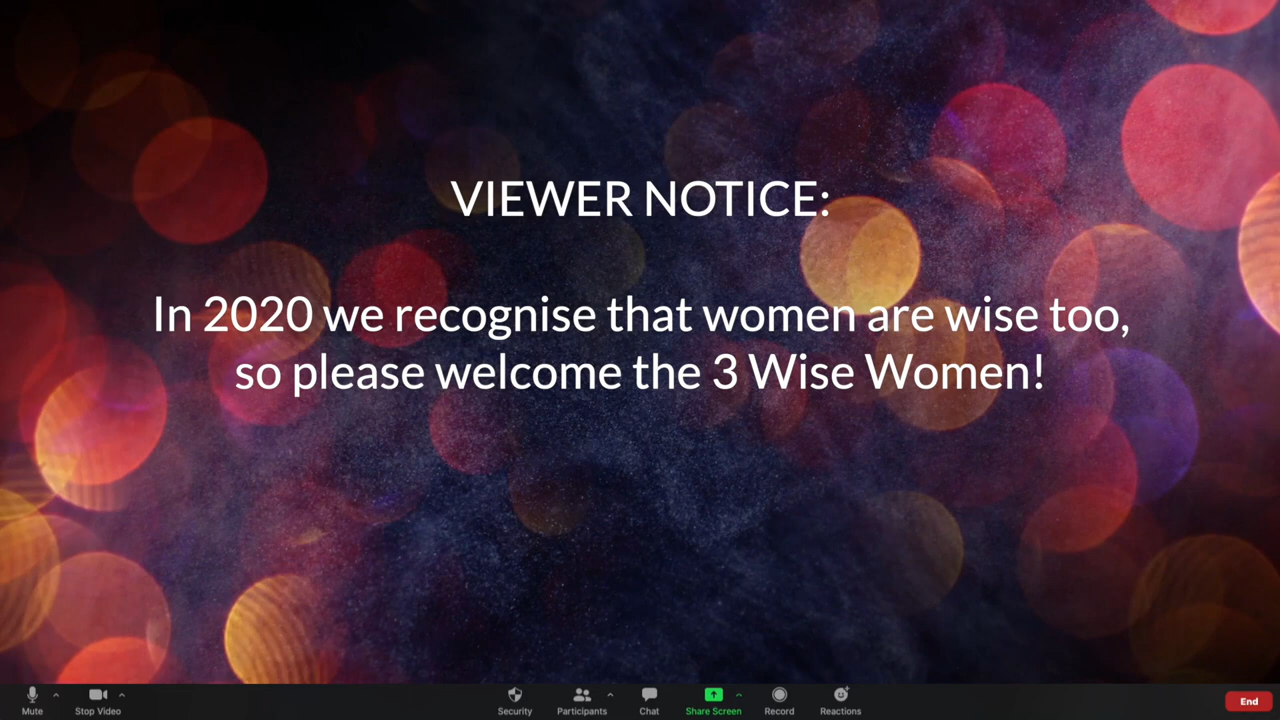 VIEWER NOTICE:
In 2020 we recognise that women are wise too,
so please welcome the 3 Wise Women!
Mute
Stop Video
Security
Participants
Chat
Share Screen
Record
Reactions
End